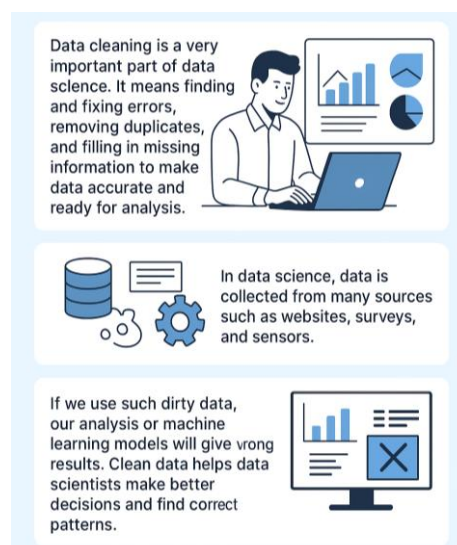 Data cleaning is a very
important part of data
science. It means finding
and fixing errors,
removing duplicates,
and filling in missing
information to make
data accurate and
ready for analysis.
In data science, data is
collected from many sources
such as websites, surveys,
and sensors.
If we use such dirty data,
our analysis or machine
learning models will give vrong
results. Clean data helps data
scientists make better
decisions and find correct
patterns.